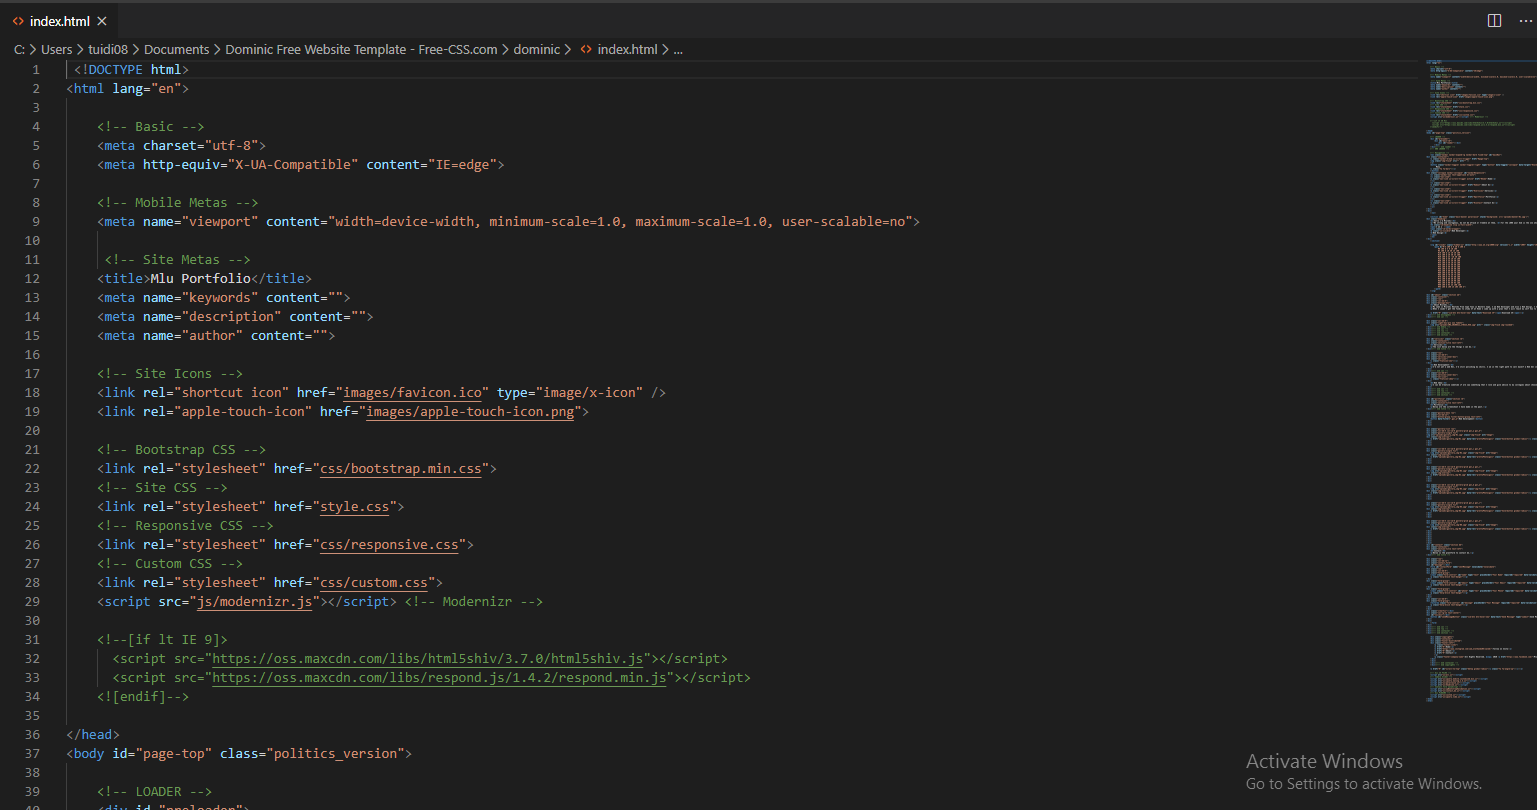 index.html
C: > Users > tuidi08 > Documents > Dominic Free Website Template - Free-CSS.com > dominic > index.html > ...
1 <!DOCTYPE html>
2 <html lang="en">
3
4 <!-- Basic -->
5 <meta charset="utf-8">
6 <meta http-equiv="X-UA-Compatible" content="IE=edge">
7
8 <!-- Mobile Metas -->
9 <meta name="viewport" content="width=device-width, minimum-scale=1.0, maximum-scale=1.0, user-scalable=no">
10
11 <!-- Site Metas -->
12 <title>Mlu Portfolio</title>
13 <meta name="keywords" content="">
14 <meta name="description" content="">
15 <meta name="author" content="">
16
17 <!-- Site Icons -->
18 <link rel="shortcut icon" href="images/favicon.ico" type="image/x-icon" />
19 <link rel="apple-touch-icon" href="images/apple-touch-icon.png">
20
21 <!-- Bootstrap CSS -->
22 <link rel="stylesheet" href="css/bootstrap.min.css">
23 <!-- Site CSS -->
24 <link rel="stylesheet" href="style.css">
25 <!-- Responsive CSS -->
26 <link rel="stylesheet" href="css/responsive.css">
27 <!-- Custom CSS -->
28 <link rel="stylesheet" href="css/custom.css">
29 <script src="js/modernizr.js"></script> <!-- Modernizr -->
30
31 <!--[if lt IE 9]>
32 <script src="https://oss.maxcdn.com/libs/html5shiv/3.7.0/html5shiv.js"></script>
33 <script src="https://oss.maxcdn.com/libs/respond.js/1.4.2/respond.min.js"></script>
34 <![endif]-->
35
36 </head>
37 <body id="page-top" class="politics_version">
38
39 <!-- LOADER -->
40 <div id="preloader">
Activate Windows
Go to Settings to activate Windows.